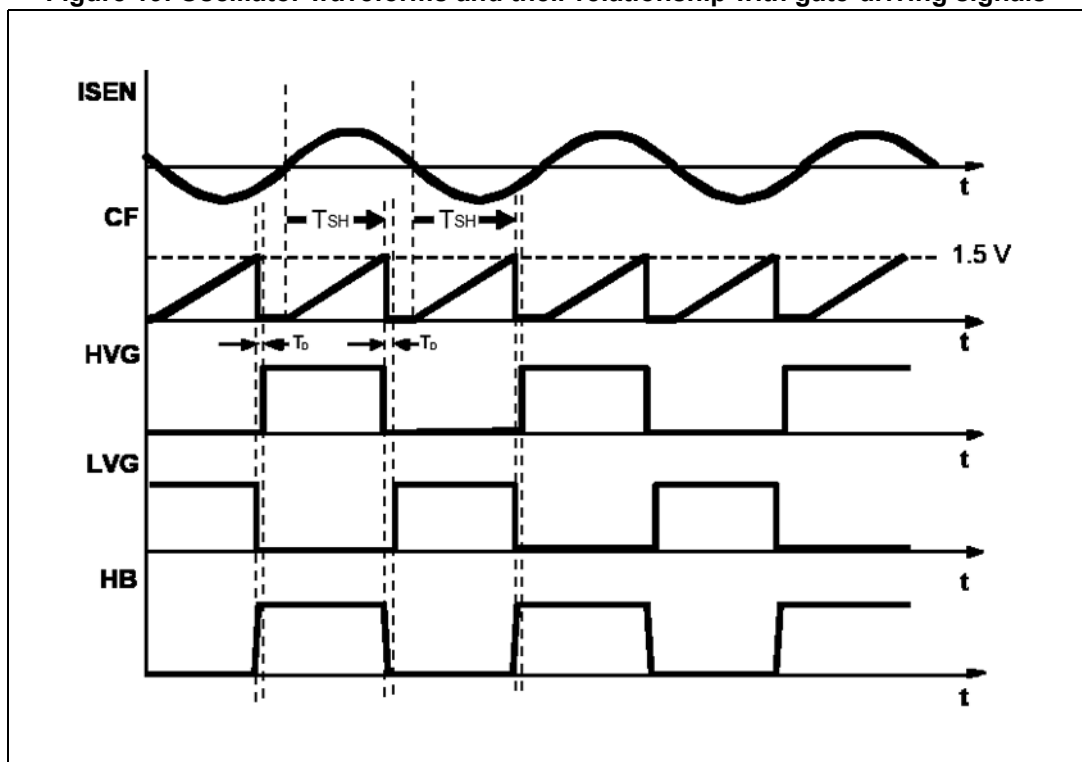 Figure 10. Oscillator waveforms and their relationship with gate-driving signals
ISEN
t
CF
TSH
TSH
1.5 V
t
TD
TD
HVG
t
LVG
t
HB
t